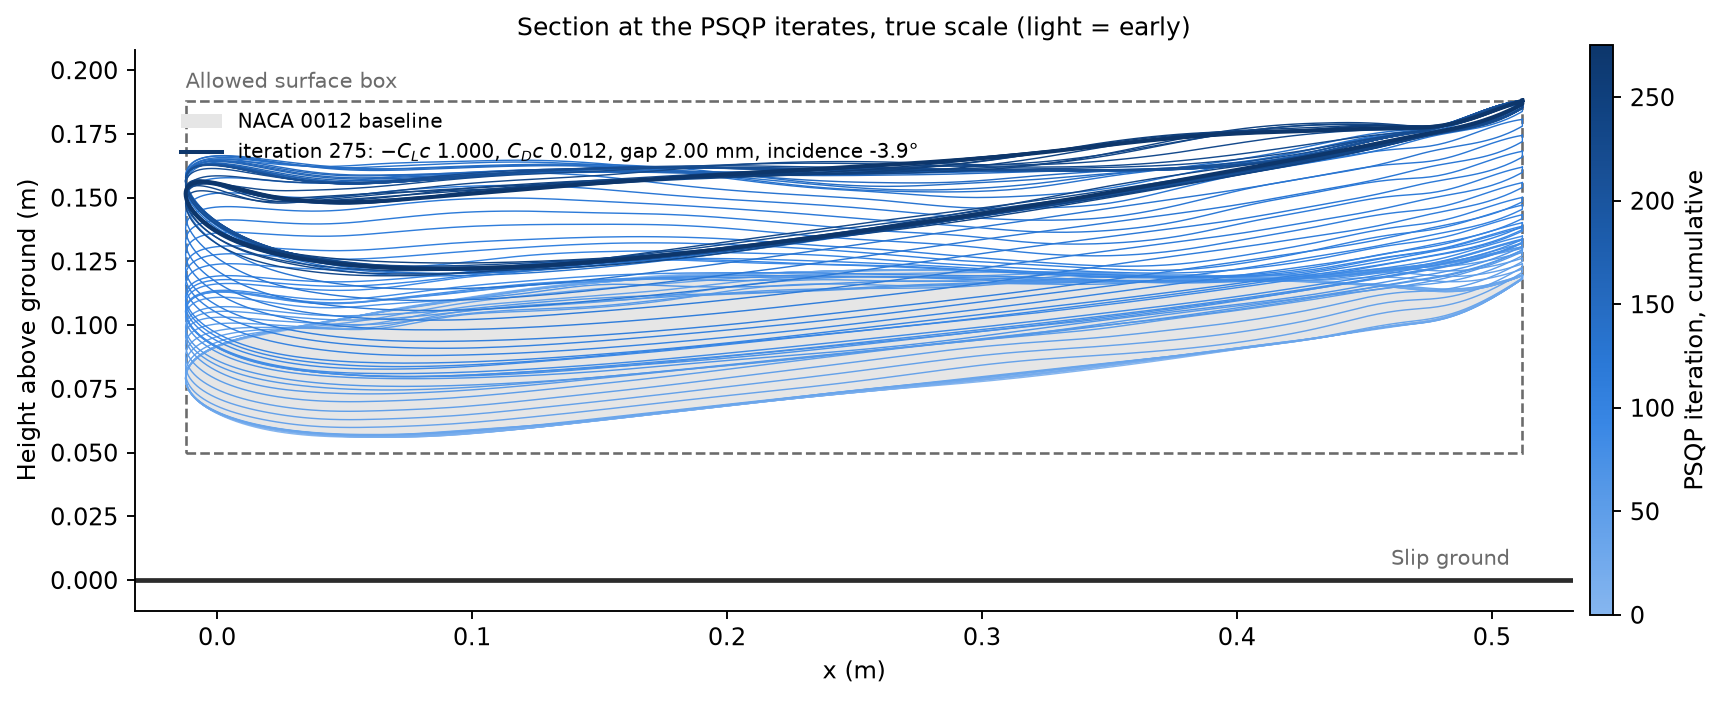 Section at the PSQP iterates, true scale (light = early)
Allowed surface box
NACA 0012 baseline
iteration 275: −C_L c 1.000, C_D c 0.012, gap 2.00 mm, incidence -3.9°
Slip ground
Height above ground (m)
0.200
0.175
0.150
0.125
0.100
0.075
0.050
0.025
0.000
0.0 0.1 0.2 0.3 0.4 0.5
x (m)
250
200
150
100
50
0
PSQP iteration, cumulative